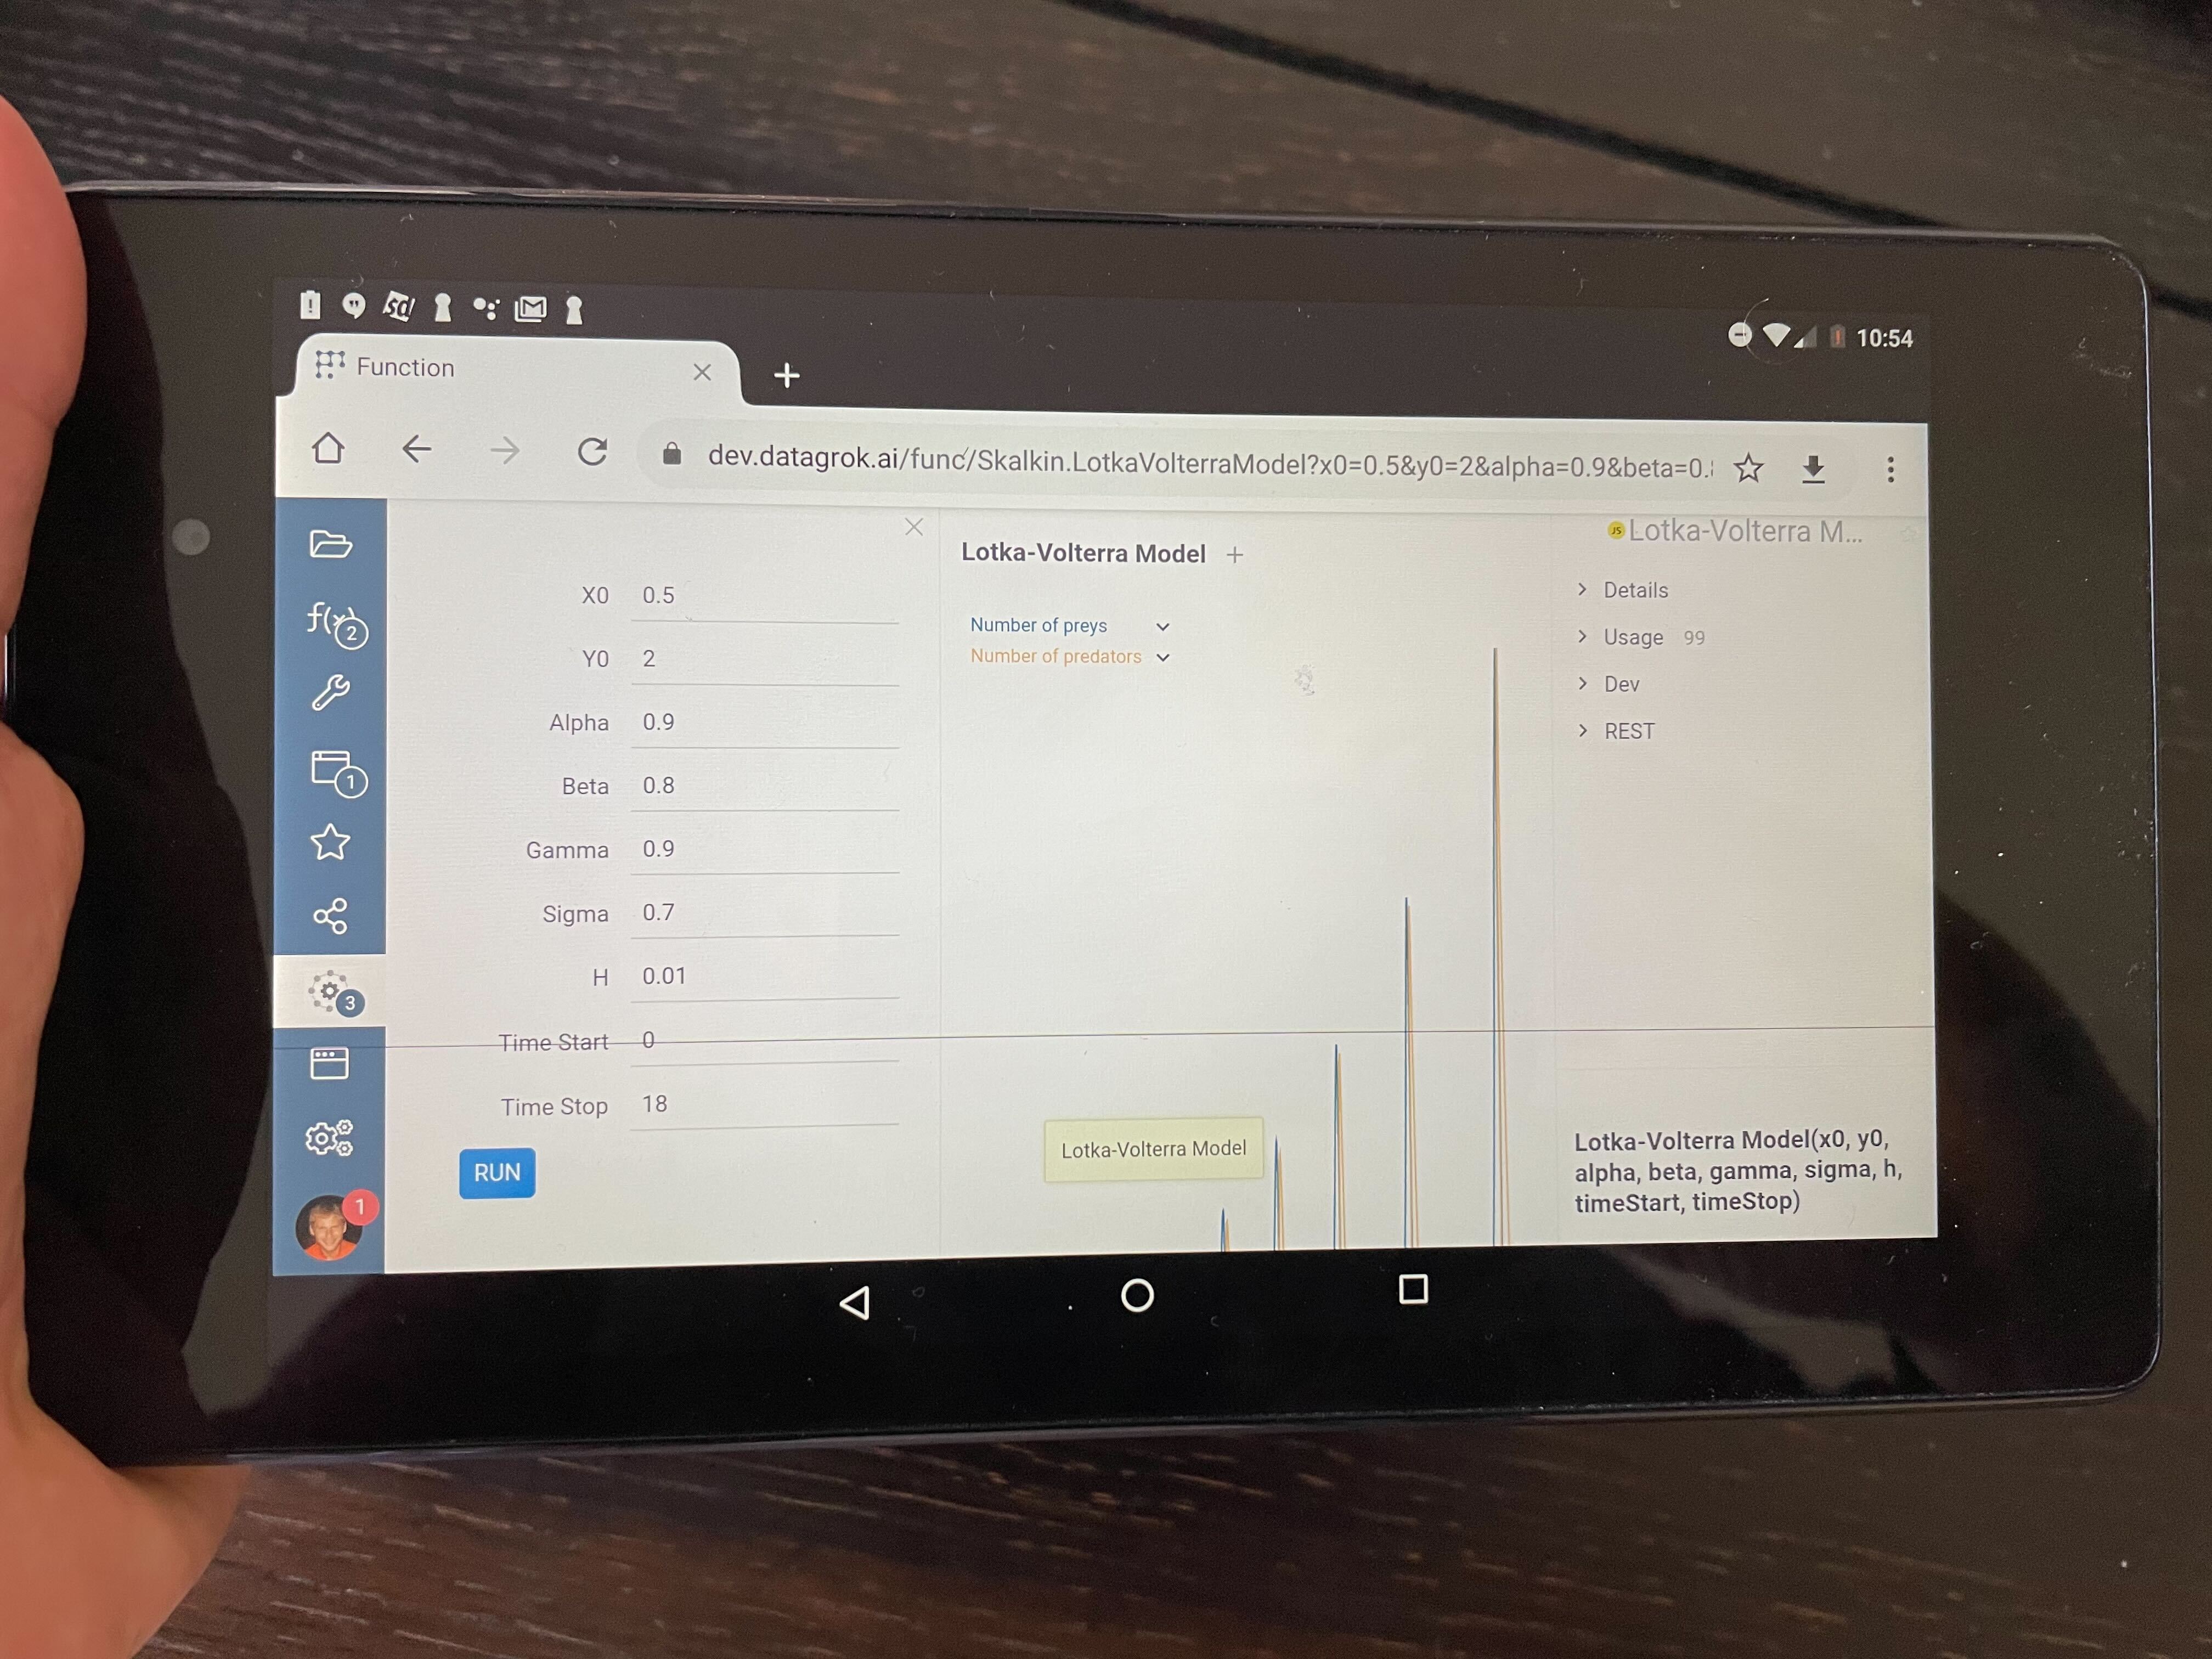 10:54
Function
dev.datagrok.ai/func/Skalkin.LotkaVolterraModel?x0=0.5&y0=2&alpha=0.9&beta=0.
X0 0.5
Y0 2
Alpha 0.9
Beta 0.8
Gamma 0.9
Sigma 0.7
H 0.01
Time Start 0
Time Stop 18
RUN
f(x) 2
1
3
1
Lotka-Volterra Model +
Number of preys
Number of predators
Lotka-Volterra Model
JS Lotka-Volterra M...
Details
Usage 99
Dev
REST
Lotka-Volterra Model(x0, y0,
alpha, beta, gamma, sigma, h,
timeStart, timeStop)